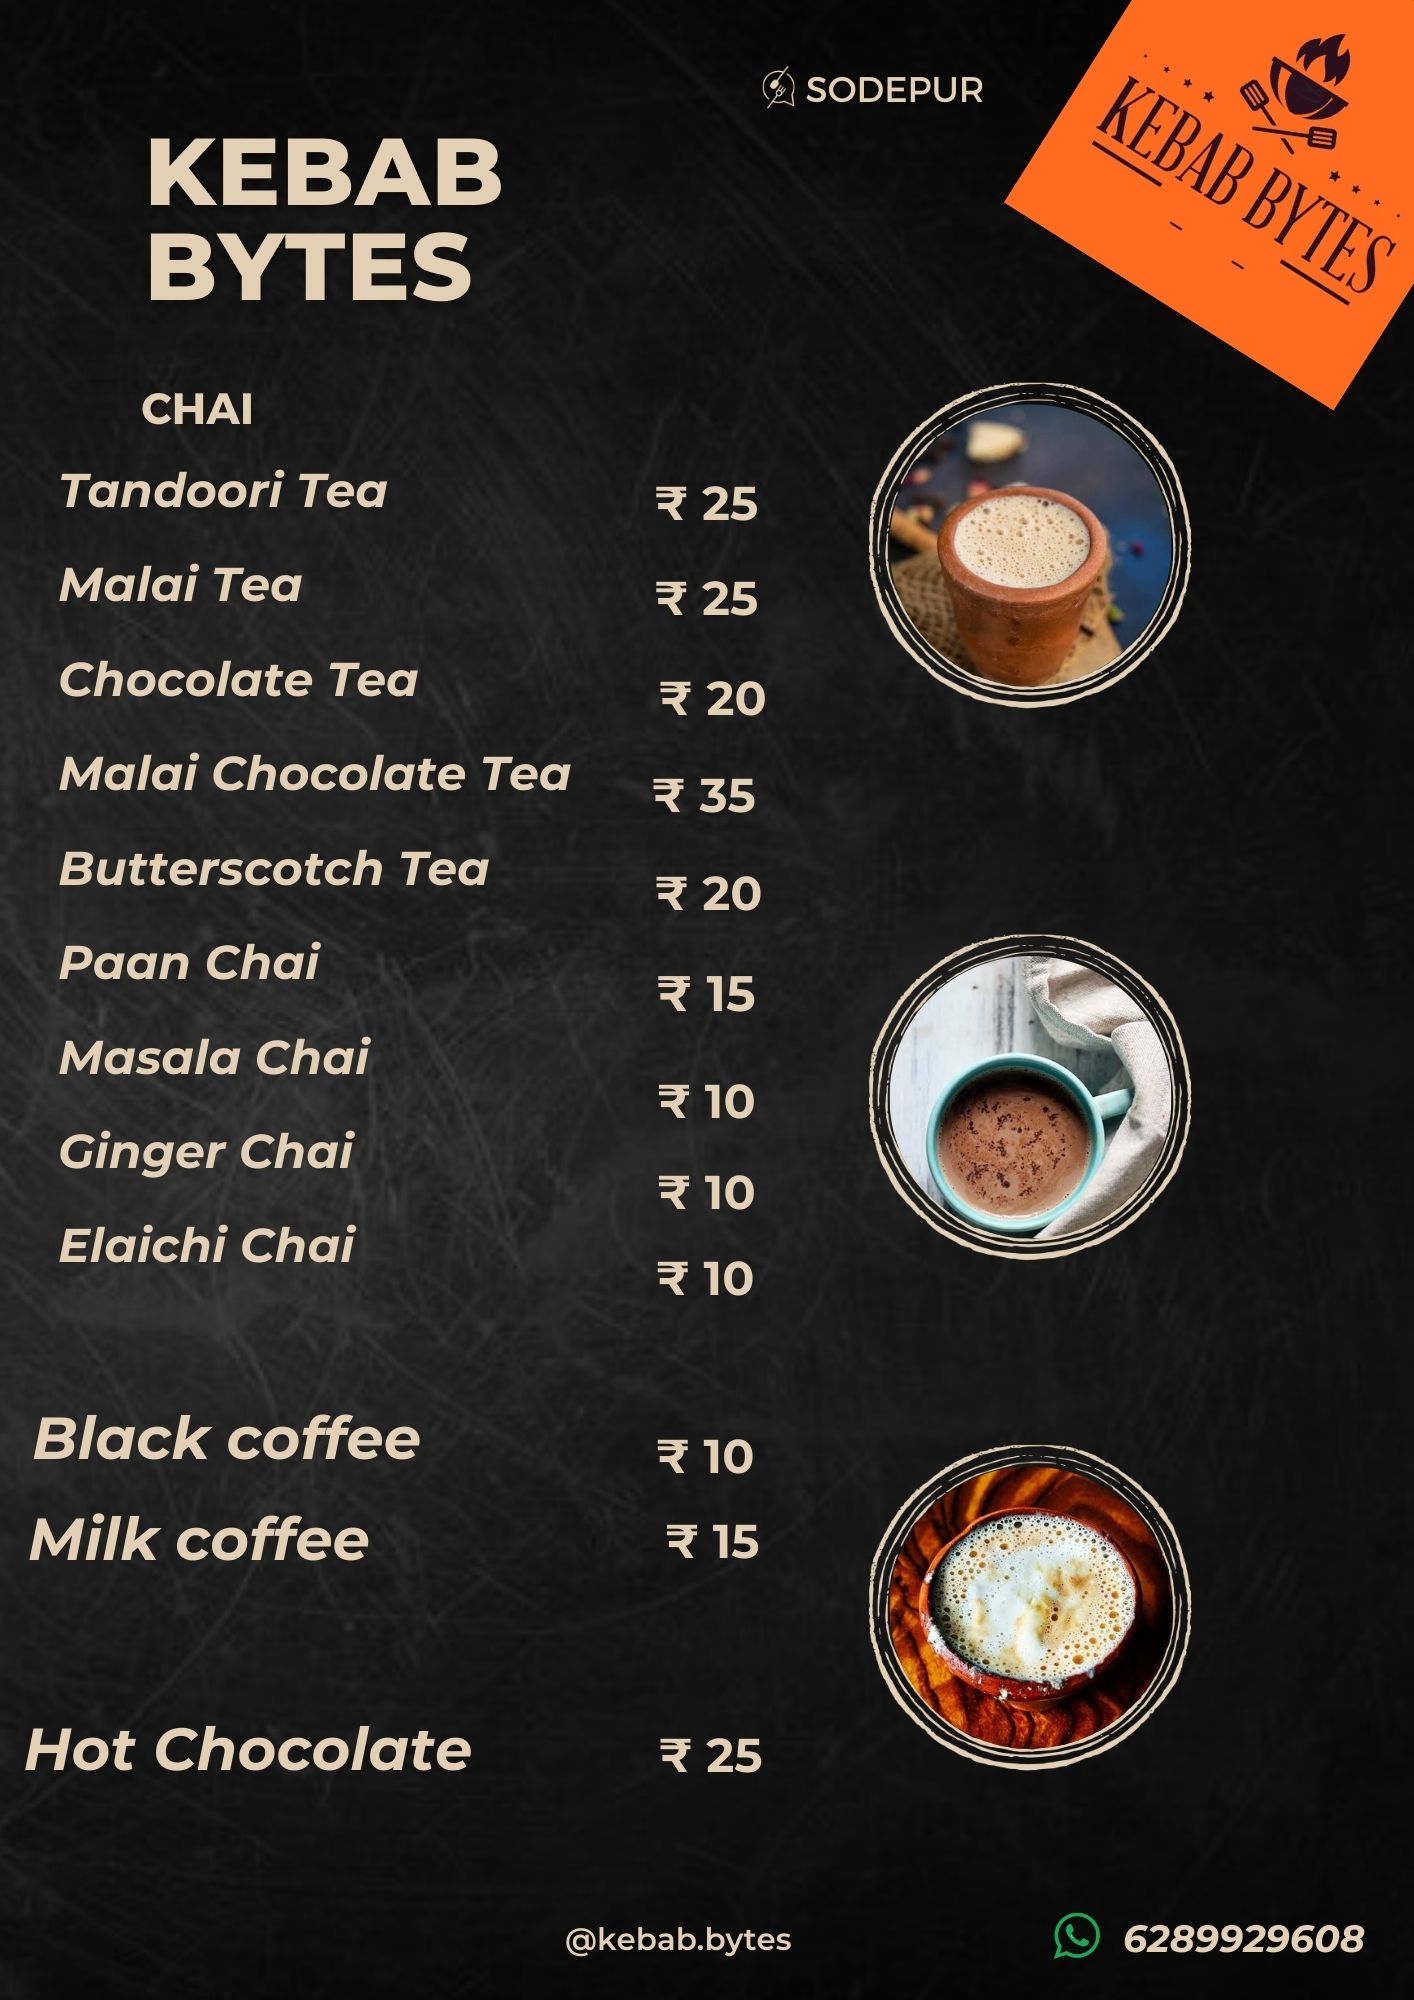 SODEPUR
KEBAB BYTES
KEBAB
BYTES
CHAI
Tandoori Tea ₹ 25
Malai Tea ₹ 25
Chocolate Tea ₹ 20
Malai Chocolate Tea ₹ 35
Butterscotch Tea ₹ 20
Paan Chai ₹ 15
Masala Chai ₹ 10
Ginger Chai ₹ 10
Elaichi Chai ₹ 10
Black coffee ₹ 10
Milk coffee ₹ 15
Hot Chocolate ₹ 25
@kebab.bytes
6289929608